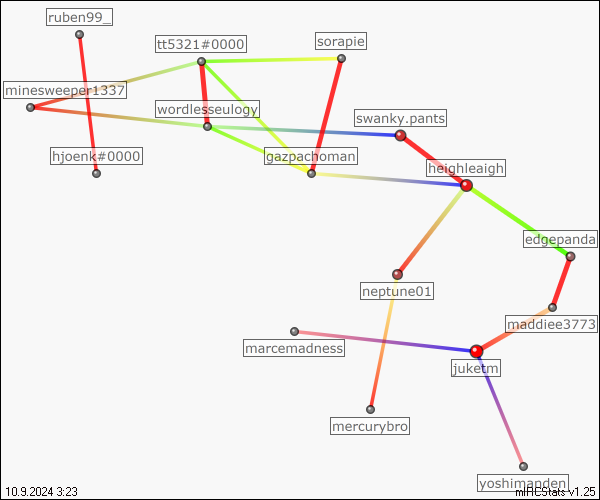 ruben99_
tt5321#0000
sorapie
minesweeper1337
wordlesseulogy
swanky.pants
hjoenk#0000
gazpachoman
heighleaigh
edgepanda
neptune01
maddiee3773
marcemadness
juketm
mercurybro
yoshimanden
10.9.2024 3:23
mIRCStats v1.25